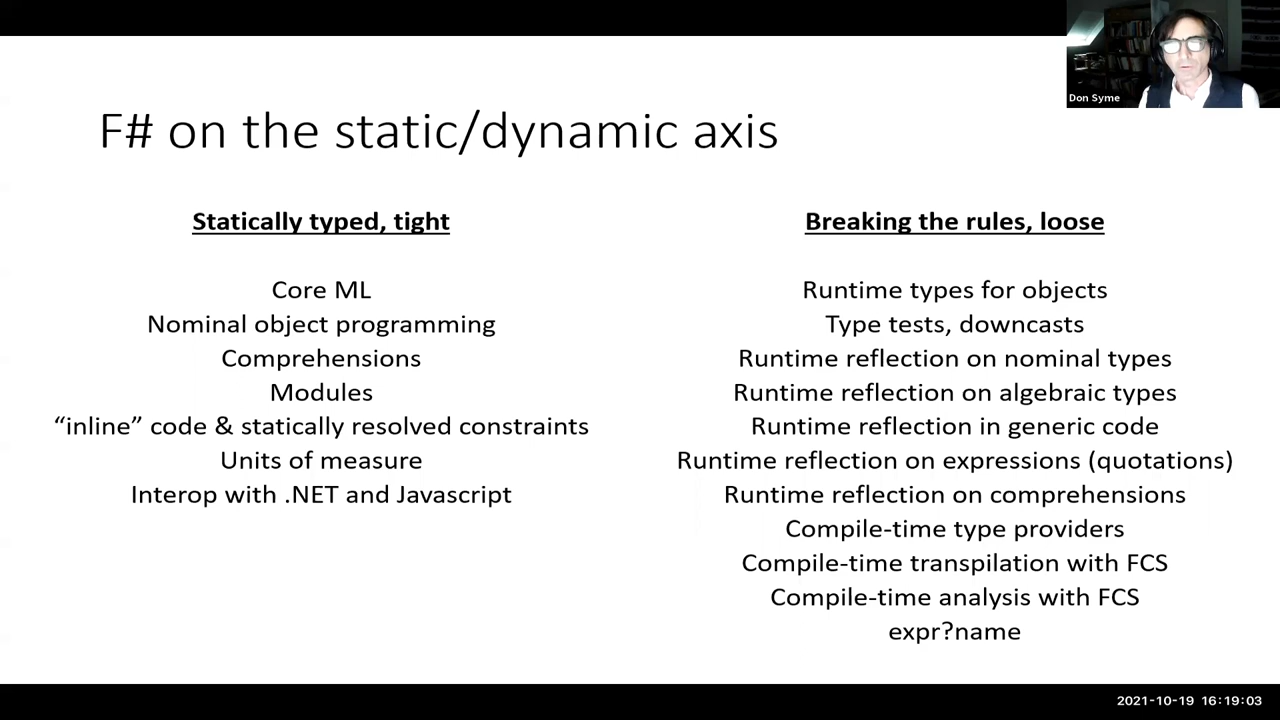 Don Syme
F# on the static/dynamic axis
Statically typed, tight
Core ML
Nominal object programming
Comprehensions
Modules
“inline” code & statically resolved constraints
Units of measure
Interop with .NET and Javascript
Breaking the rules, loose
Runtime types for objects
Type tests, downcasts
Runtime reflection on nominal types
Runtime reflection on algebraic types
Runtime reflection in generic code
Runtime reflection on expressions (quotations)
Runtime reflection on comprehensions
Compile-time type providers
Compile-time transpilation with FCS
Compile-time analysis with FCS
expr?name
2021-10-19 16:19:03